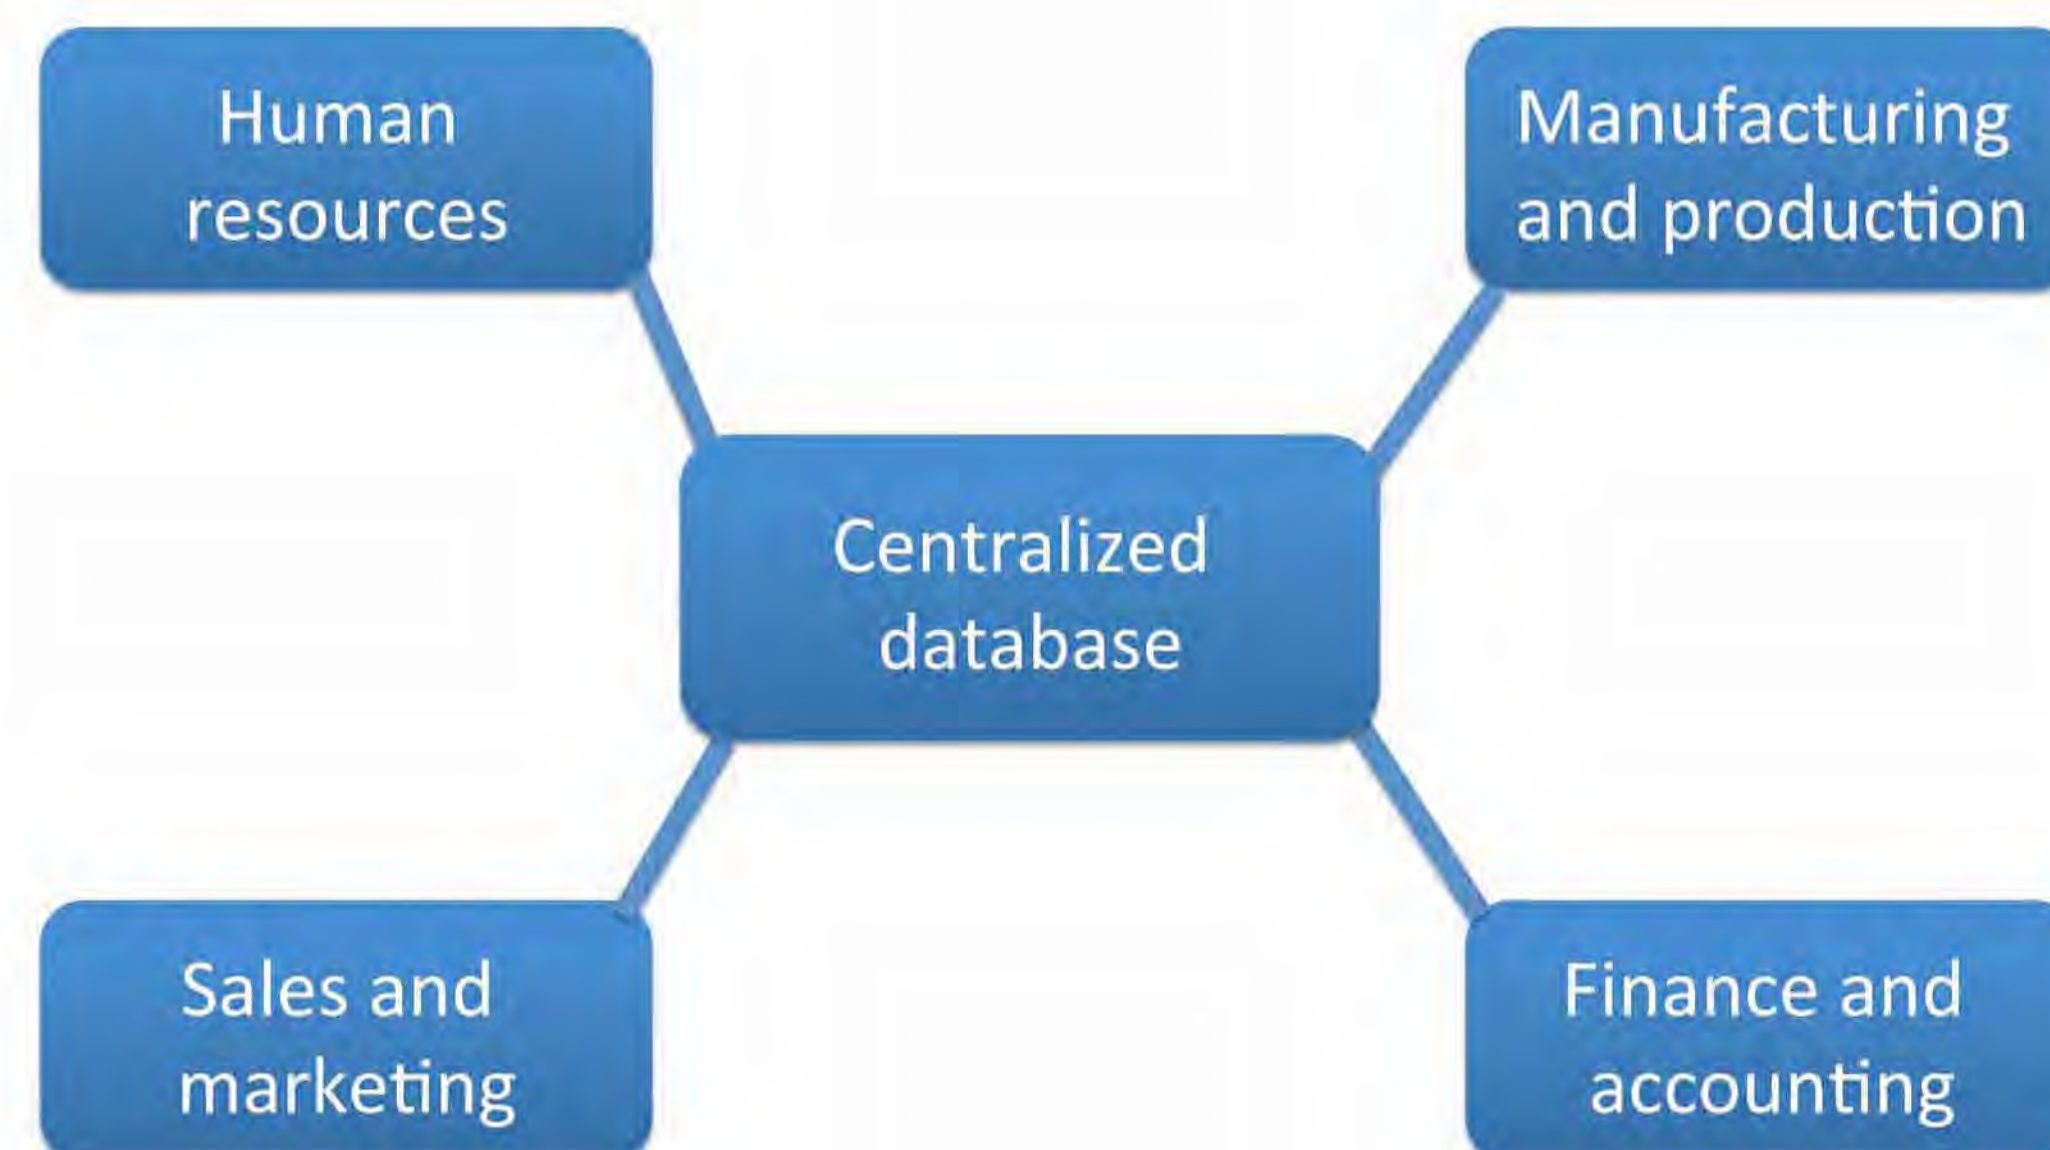 Human
resources
Manufacturing
and production
Centralized
database
Sales and
marketing
Finance and
accounting